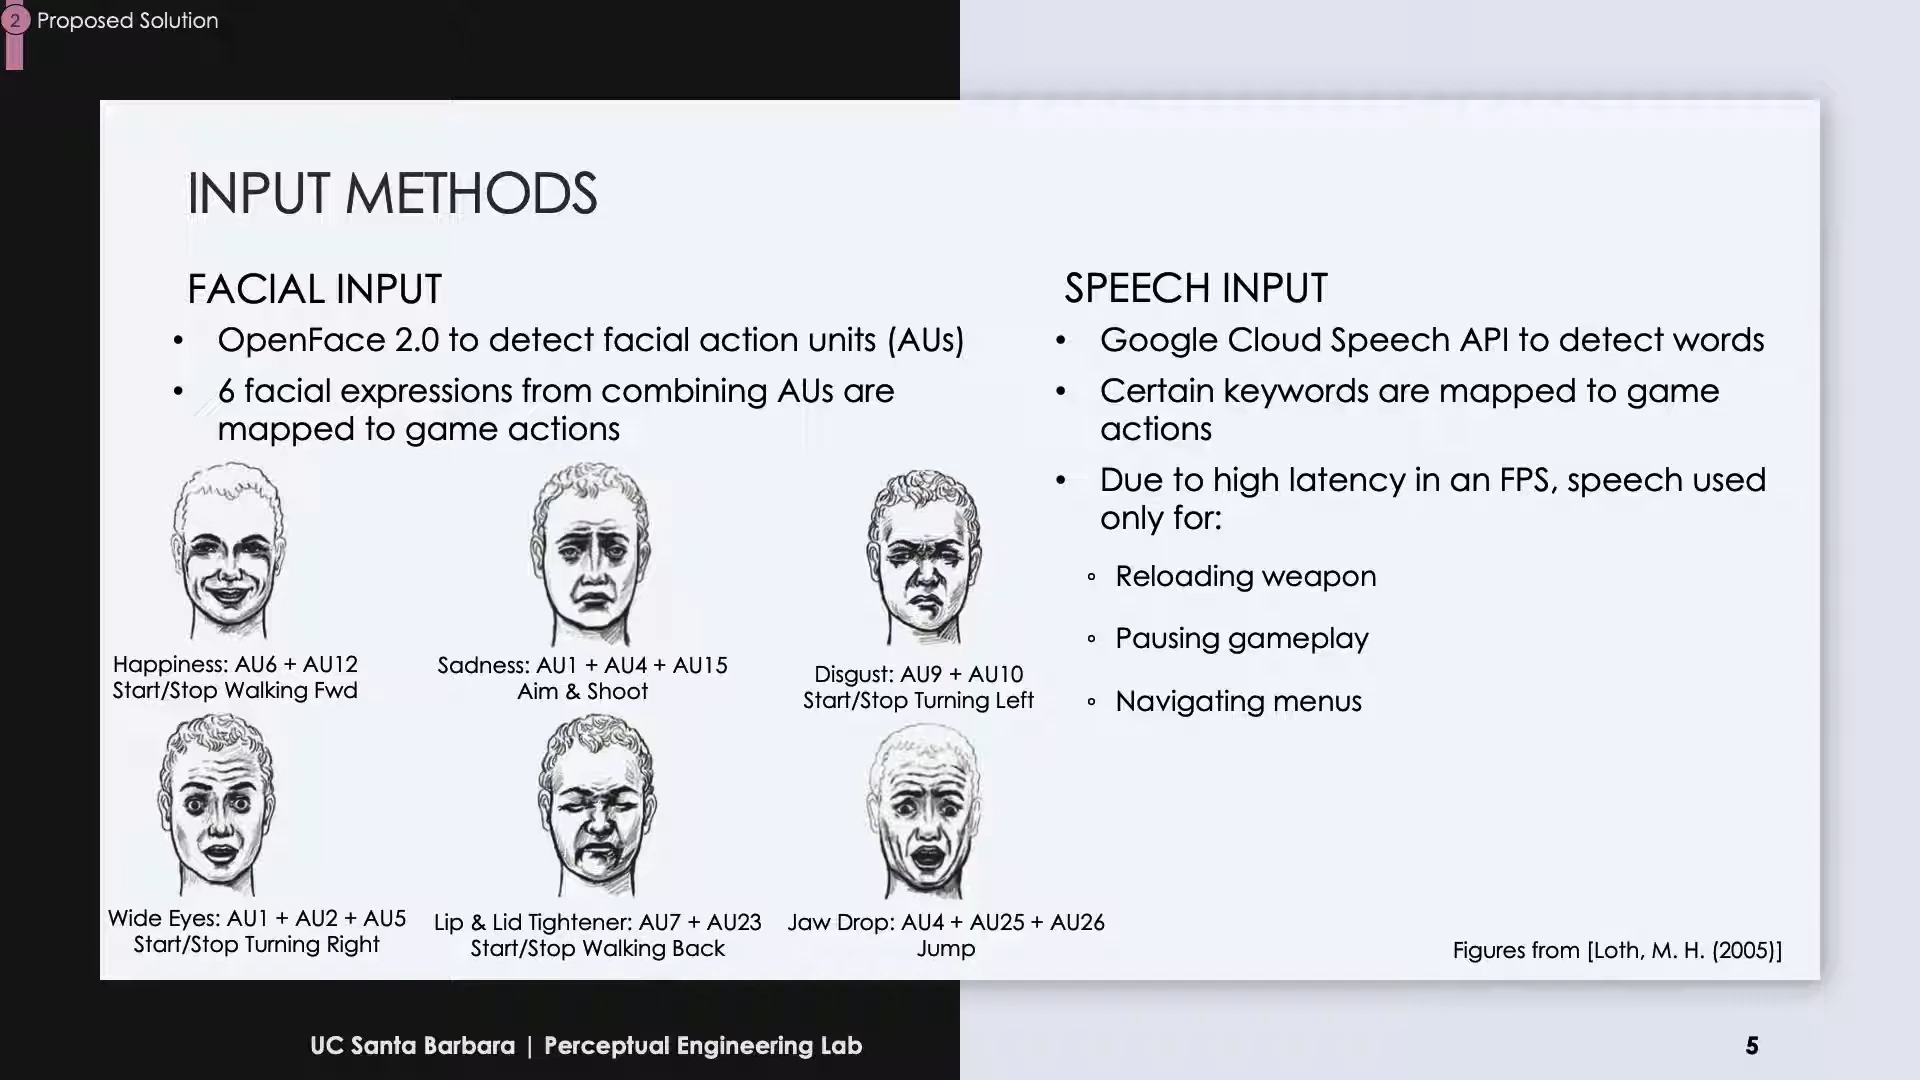 2 Proposed Solution
INPUT METHODS
FACIAL INPUT
• OpenFace 2.0 to detect facial action units (AUs)
• 6 facial expressions from combining AUs are
mapped to game actions
Happiness: AU6 + AU12
Start/Stop Walking Fwd
Sadness: AU1 + AU4 + AU15
Aim & Shoot
Disgust: AU9 + AU10
Start/Stop Turning Left
Wide Eyes: AU1 + AU2 + AU5
Start/Stop Turning Right
Lip & Lid Tightener: AU7 + AU23
Start/Stop Walking Back
Jaw Drop: AU4 + AU25 + AU26
Jump
SPEECH INPUT
• Google Cloud Speech API to detect words
• Certain keywords are mapped to game
actions
• Due to high latency in an FPS, speech used
only for:
◦ Reloading weapon
◦ Pausing gameplay
◦ Navigating menus
Figures from [Loth, M. H. (2005)]
UC Santa Barbara | Perceptual Engineering Lab
5